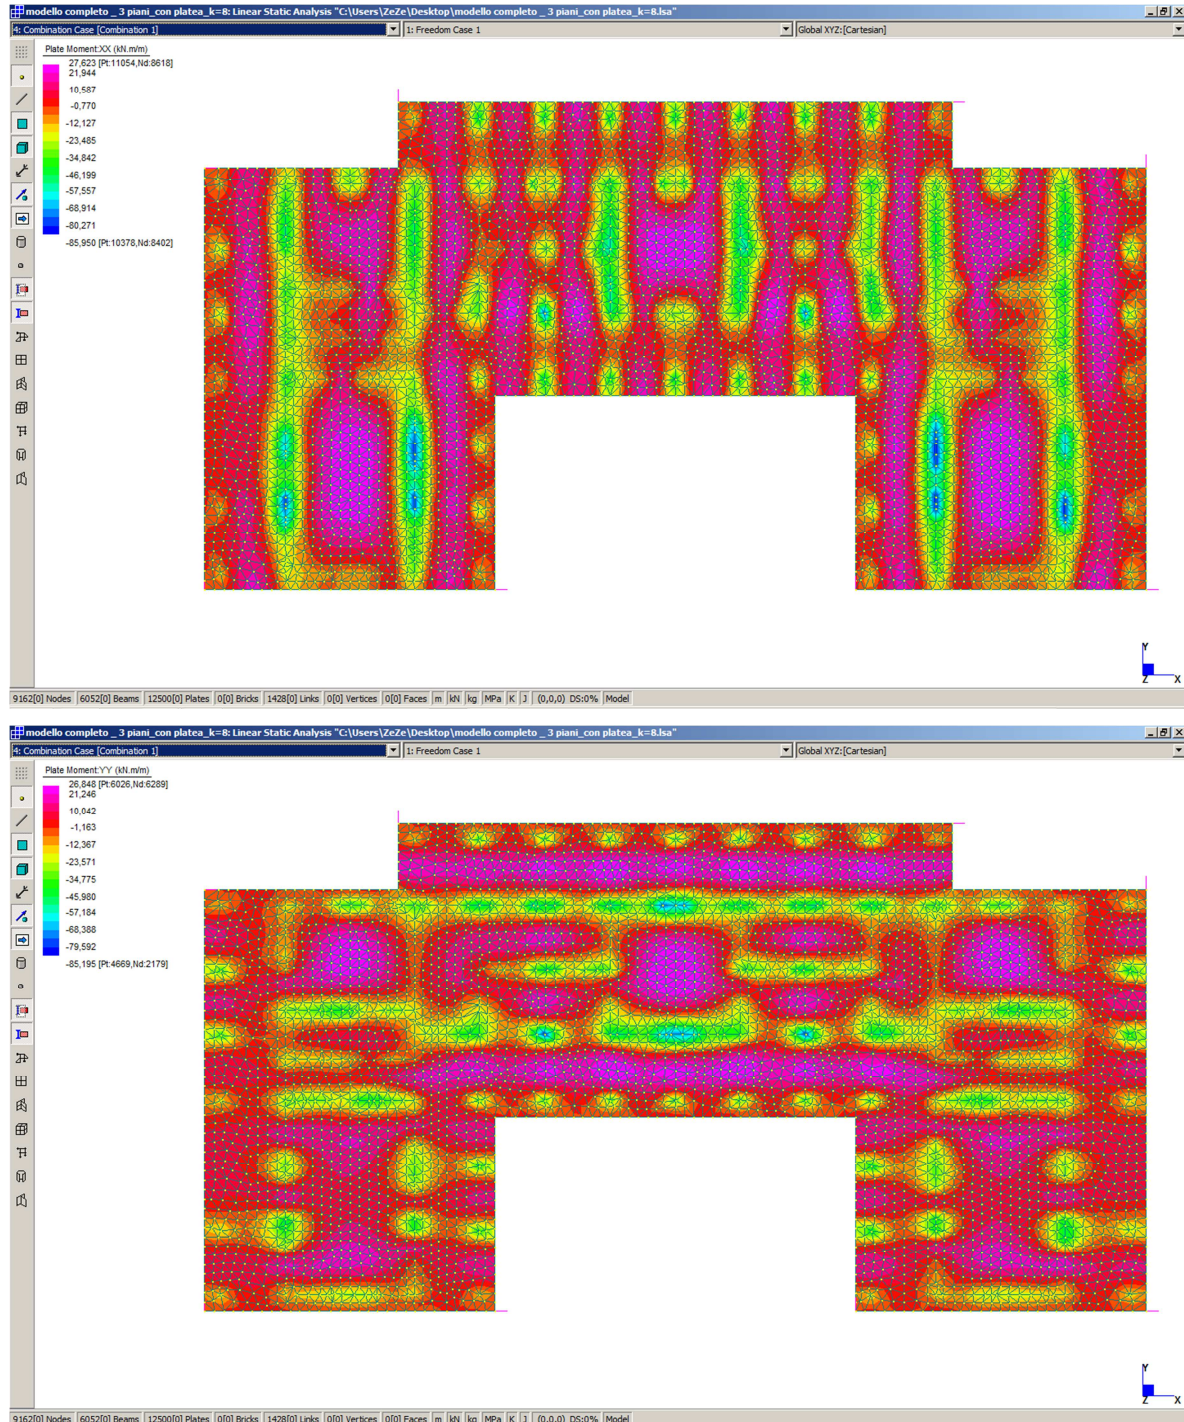 modello completo _ 3 piani_con platea_k=8: Linear Static Analysis "C:\Users\ZeZe\Desktop\modello completo _ 3 piani_con platea_k=8.lsa"
4: Combination Case [Combination 1] 1: Freedom Case 1 Global XYZ:[Cartesian]
Plate Moment:XX (kN.m/m)
27,623 [Pt:11054,Nd:8618]
21,944
10,587
-0,770
-12,127
-23,485
-34,842
-46,199
-57,557
-68,914
-80,271
-85,950 [Pt:10378,Nd:8402]
Y
Z X
9162[0] Nodes 6052[0] Beams 12500[0] Plates 0[0] Bricks 1428[0] Links 0[0] Vertices 0[0] Faces m kN kg MPa K J (0,0,0) DS:0% Model
modello completo _ 3 piani_con platea_k=8: Linear Static Analysis "C:\Users\ZeZe\Desktop\modello completo _ 3 piani_con platea_k=8.lsa"
4: Combination Case [Combination 1] 1: Freedom Case 1 Global XYZ:[Cartesian]
Plate Moment:YY (kN.m/m)
26,848 [Pt:6026,Nd:6289]
21,246
10,042
-1,163
-12,367
-23,571
-34,775
-45,980
-57,184
-68,388
-79,592
-85,195 [Pt:4669,Nd:2179]
Y
Z X
9162[0] Nodes 6052[0] Beams 12500[0] Plates 0[0] Bricks 1428[0] Links 0[0] Vertices 0[0] Faces m kN kg MPa K J (0,0,0) DS:0% Model